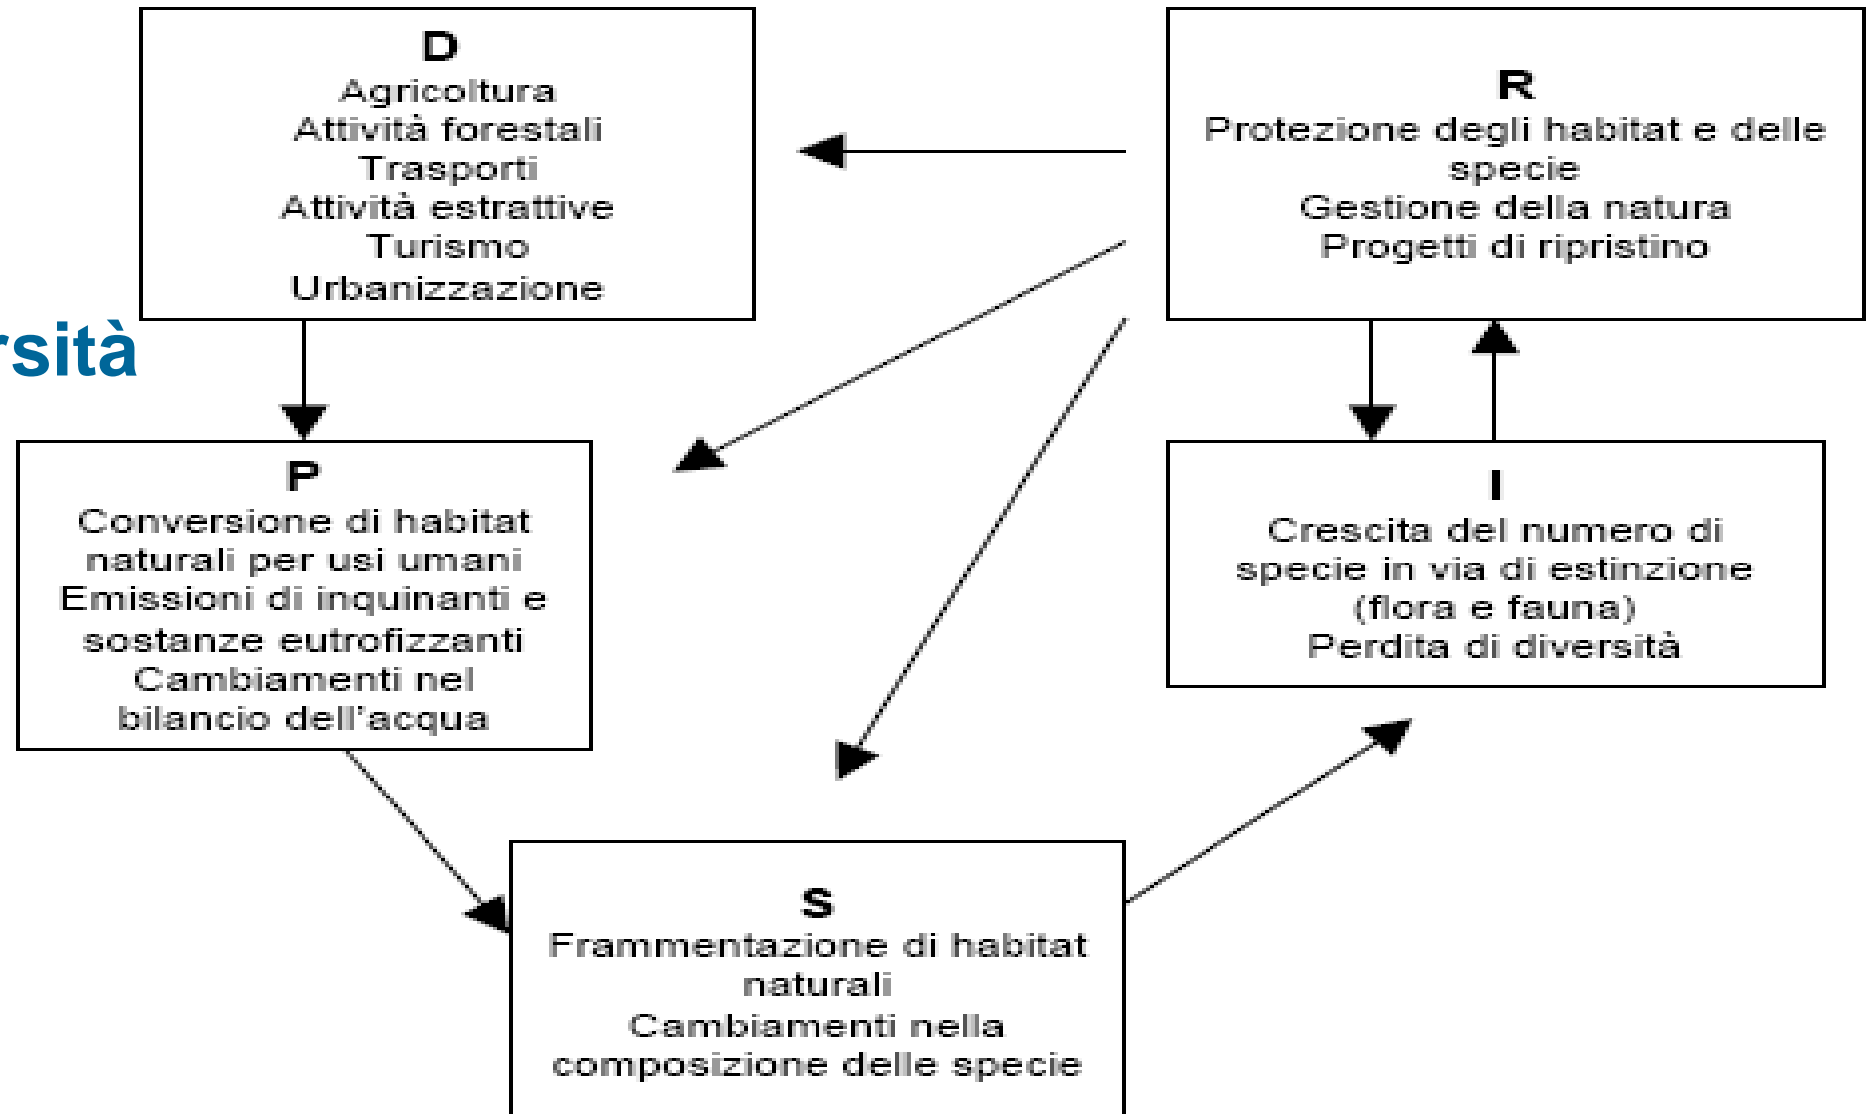 D
Agricoltura
Attività forestali
Trasporti
Attività estrattive
Turismo
Urbanizzazione
R
Protezione degli habitat e delle
specie
Gestione della natura
Progetti di ripristino
rsità
P
Conversione di habitat
naturali per usi umani
Emissioni di inquinanti e
sostanze eutrofizzanti
Cambiamenti nel
bilancio dell'acqua
I
Crescita del numero di
specie in via di estinzione
(flora e fauna)
Perdita di diversità
S
Frammentazione di habitat
naturali
Cambiamenti nella
composizione delle specie